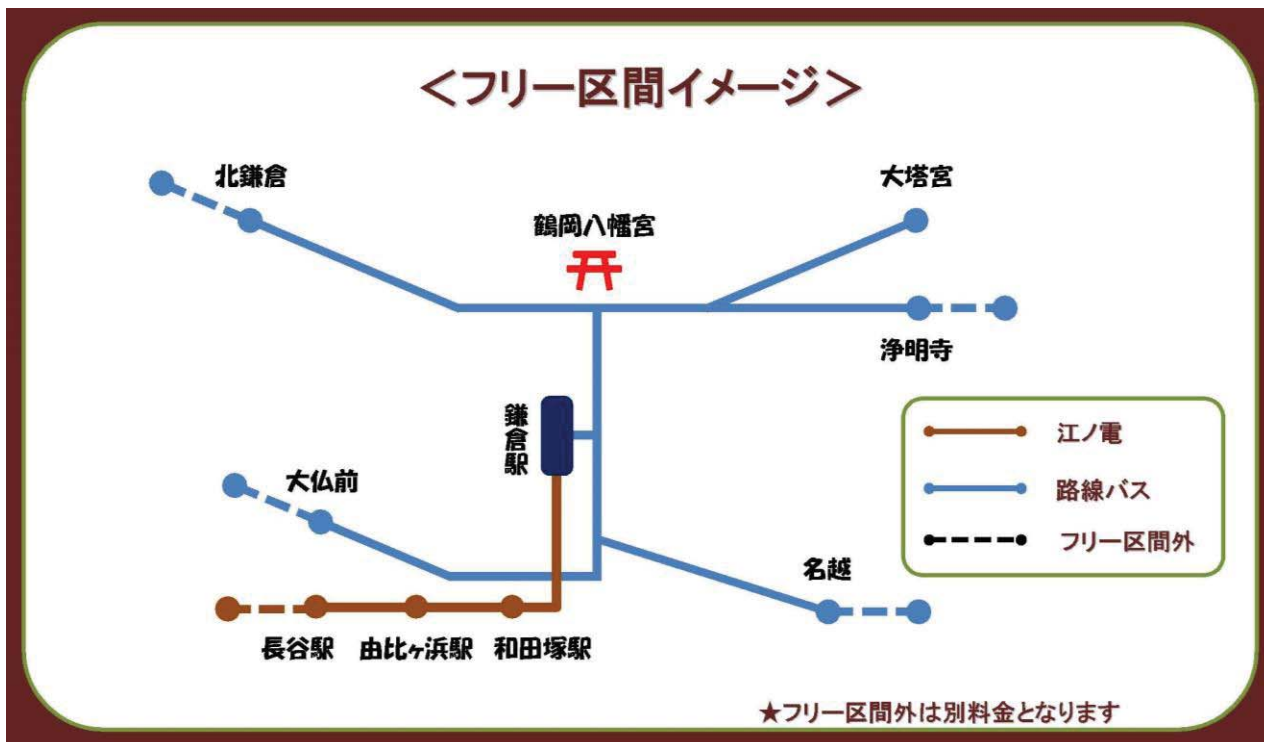 ＜フリー区間イメージ＞
北鎌倉
大塔宮
鶴岡八幡宮
浄明寺
鎌倉駅
大仏前
江ノ電
路線バス
フリー区間外
名越
長谷駅
由比ヶ浜駅
和田塚駅
★フリー区間外は別料金となります